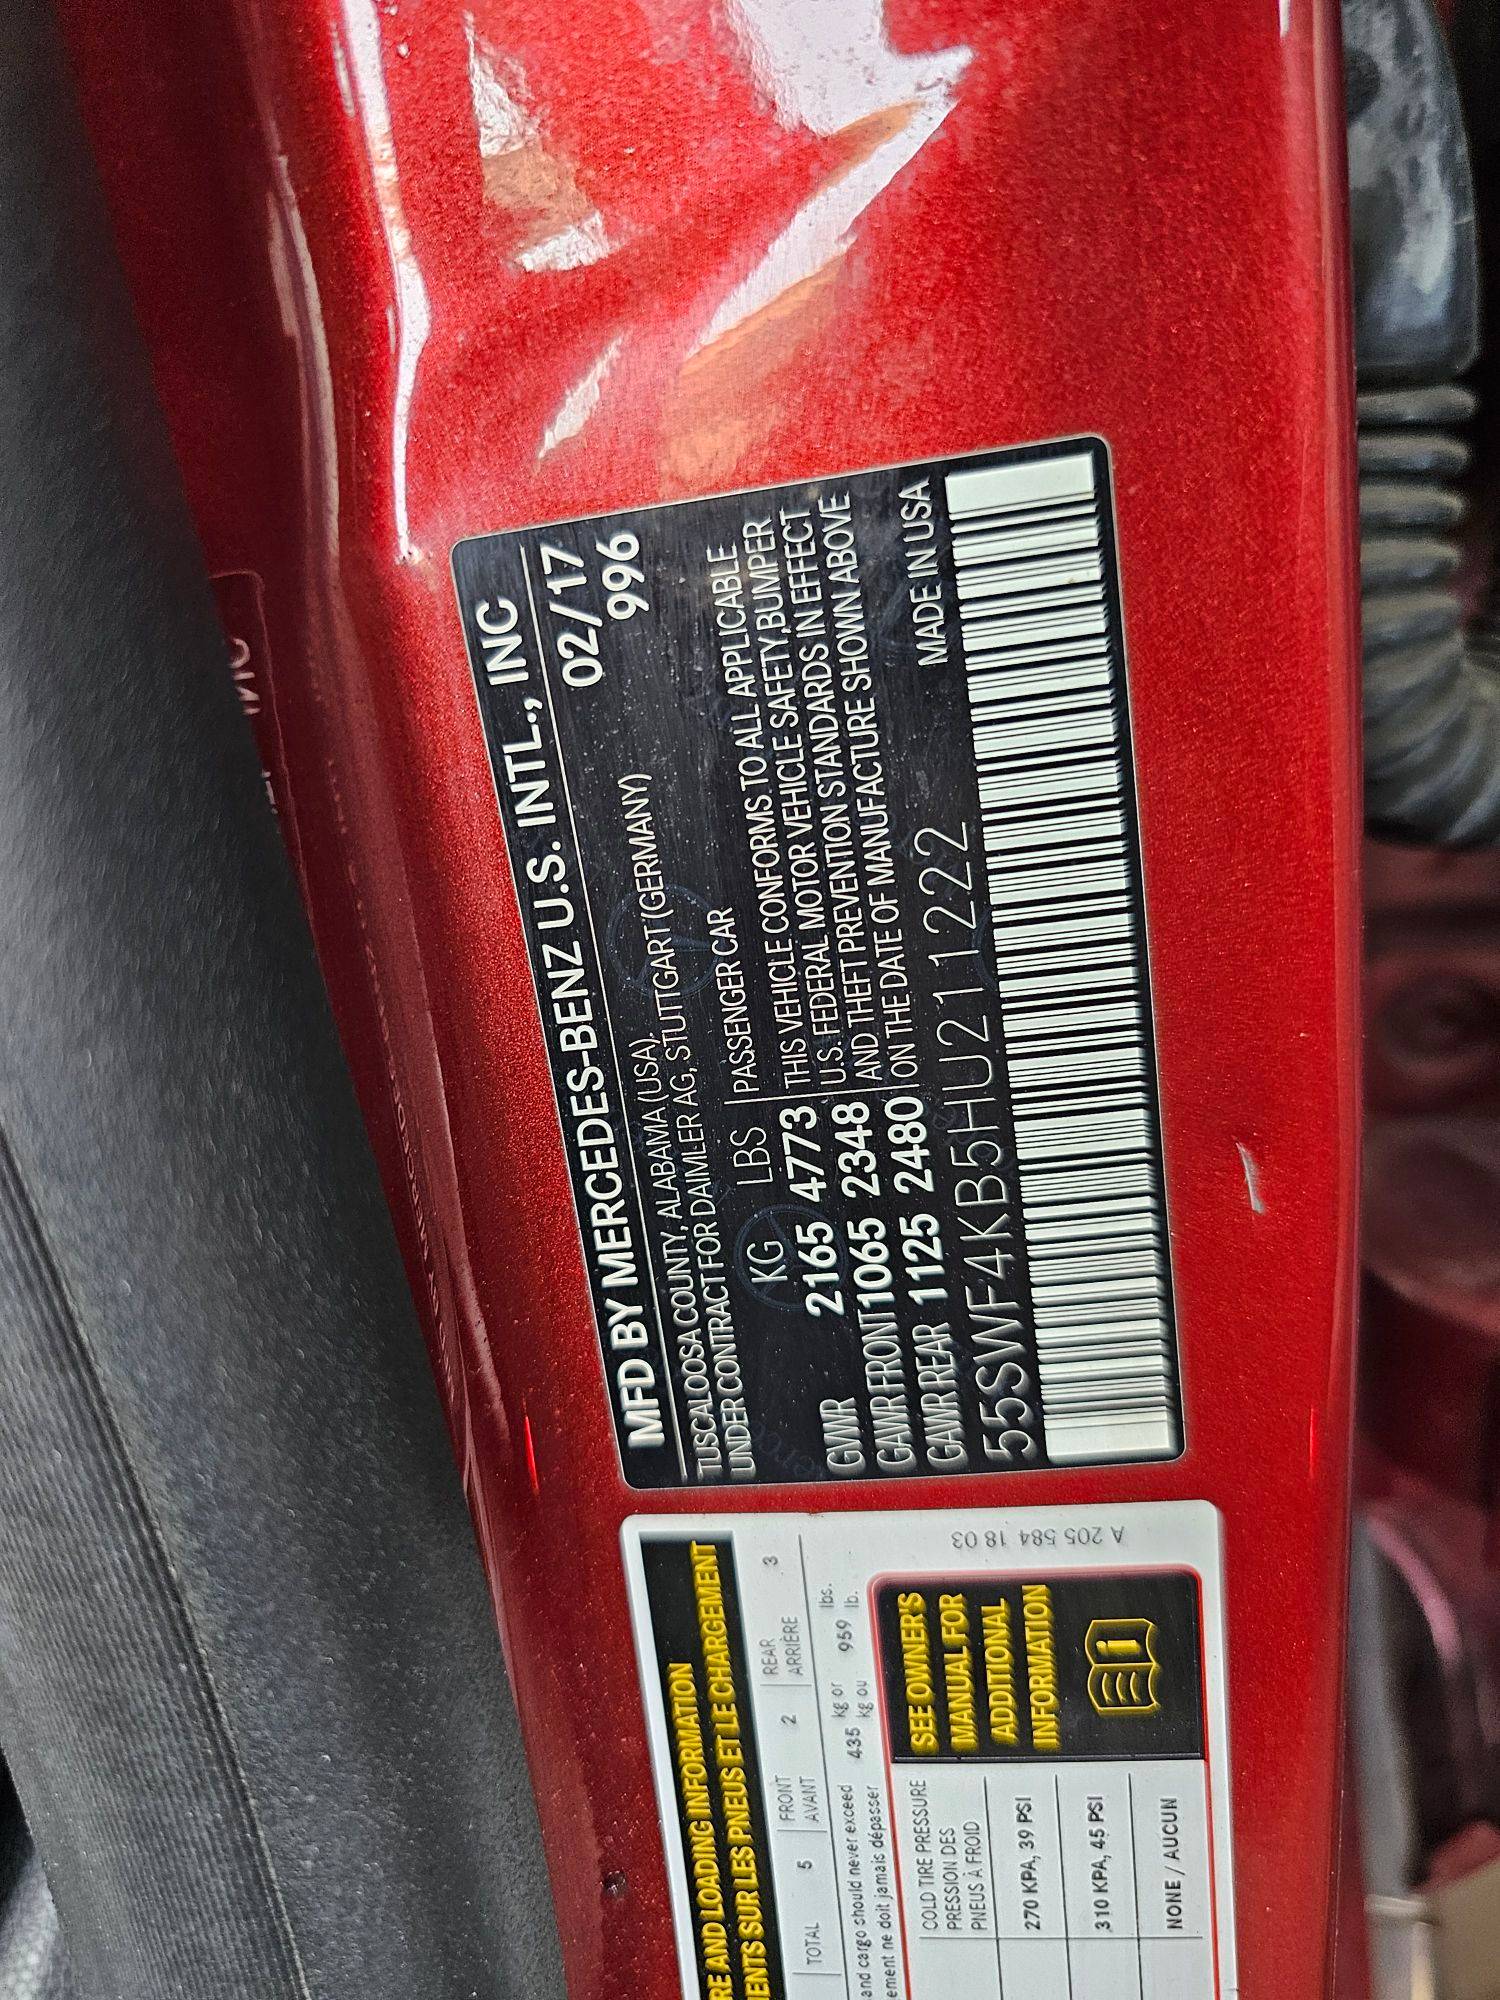 MFD BY MERCEDES-BENZ U.S. INTL., INC
TUSCALOOSA COUNTY, ALABAMA (USA). 02/17
UNDER CONTRACT FOR DAIMLER AG, STUTTGART (GERMANY) 996
KG LBS PASSENGER CAR
GVWR 2165 4773 THIS VEHICLE CONFORMS TO ALL APPLICABLE
GAWR FRONT 1065 2348 U.S. FEDERAL MOTOR VEHICLE SAFETY,BUMPER
GAWR REAR 1125 2480 AND THEFT PREVENTION STANDARDS IN EFFECT
ON THE DATE OF MANUFACTURE SHOWN ABOVE
55SWF4KB5HU211222 MADE IN USA
RE AND LOADING INFORMATION
ENTS SUR LES PNEUS ET LE CHARGEMENT
TOTAL 5 FRONT 2 REAR 3
AVANT ARRIÈRE
and cargo should never exceed 435 kg or 959 lbs.
ement ne doit jamais dépasser kg ou lb.
COLD TIRE PRESSURE
PRESSION DES
PNEUS À FROID
270 KPA, 39 PSI
310 KPA, 45 PSI
NONE / AUCUN
SEE OWNER'S
MANUAL FOR
ADDITIONAL
INFORMATION
A 205 584 18 03